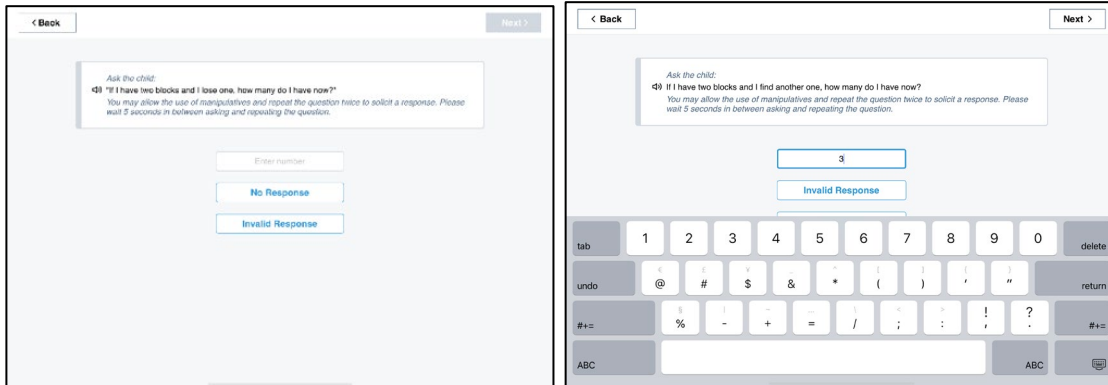 < Back
Next >
Ask the child:
"If I have two blocks and I lose one, how many do I have now?"
You may allow the use of manipulatives and repeat the question twice to solicit a response. Please
wait 5 seconds in between asking and repeating the question.
Enter number
No Response
Invalid Response
< Back
Next >
Ask the child:
If I have two blocks and I find another one, how many do I have now?
You may allow the use of manipulatives and repeat the question twice to solicit a response. Please
wait 5 seconds in between asking and repeating the question.
3
Invalid Response
tab 1 2 3 4 5 6 7 8 9 0 delete
undo @ # $ & * ( ) ' " return
#+= % - + = / ; : ! , ? . #+=
ABC ABC